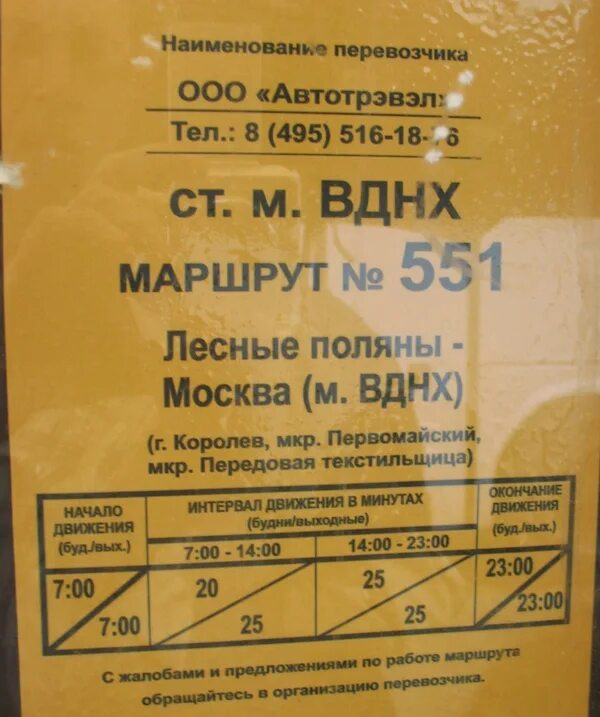 Наименование перевозчика
ООО «Автотрэвэл»
Тел.: 8 (495) 516-18-76
ст. м. ВДНХ
МАРШРУТ № 551
Лесные поляны -
Москва (м. ВДНХ)
(г. Королев, мкр. Первомайский,
мкр. Передовая текстильщица)
НАЧАЛО ДВИЖЕНИЯ (буд./вых.)
ИНТЕРВАЛ ДВИЖЕНИЯ В МИНУТАХ
(будни/выходные)
7:00 - 14:00 14:00 - 23:00
ОКОНЧАНИЕ ДВИЖЕНИЯ (буд./вых.)
7:00 20 25 23:00
7:00 25 25 23:00
С жалобами и предложениями по работе маршрута
обращайтесь в организацию перевозчика.